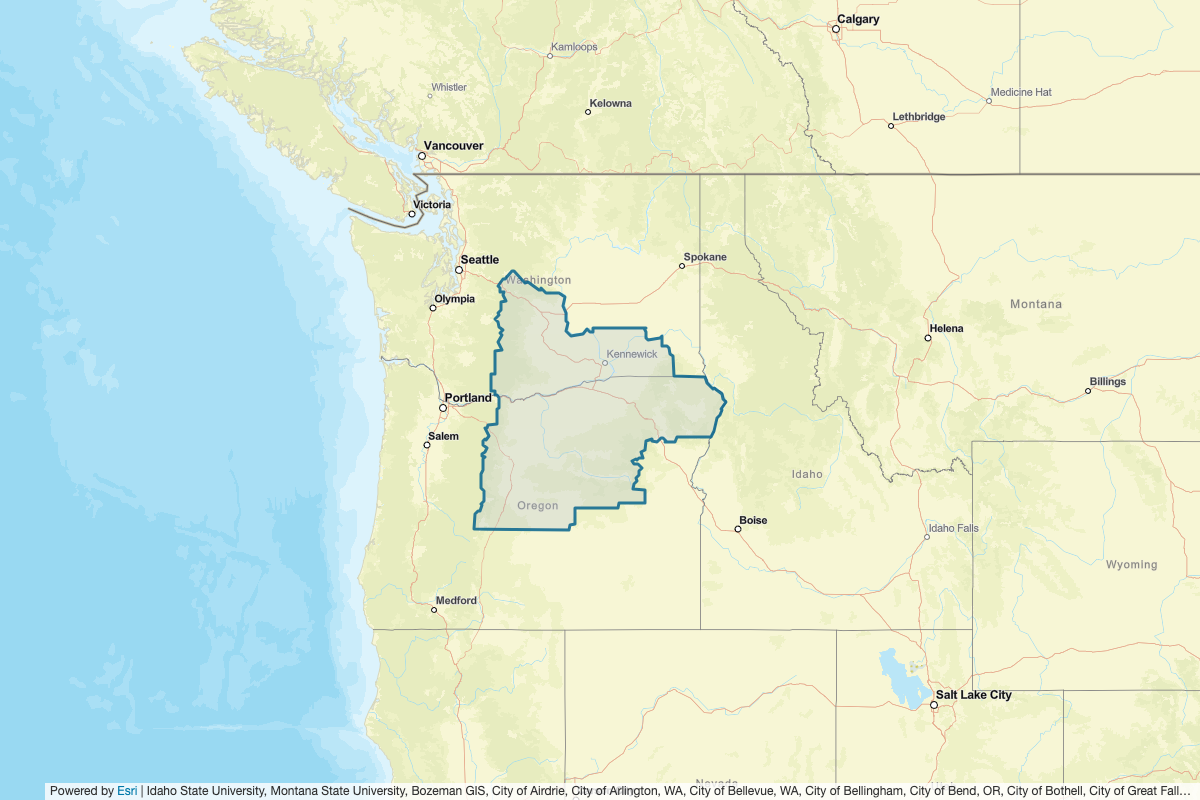 Calgary
Kamloops
Whistler
Medicine Hat
Kelowna
Lethbridge
Vancouver
Victoria
Seattle
Spokane
Washington
Olympia
Montana
Helena
Kennewick
Billings
Portland
Salem
Idaho
Oregon
Boise
Idaho Falls
Wyoming
Medford
Salt Lake City
Nevada
Powered by Esri | Idaho State University, Montana State University, Bozeman GIS, City of Airdrie, City of Arlington, WA, City of Bellevue, WA, City of Bellingham, City of Bend, OR, City of Bothell, City of Great Fall...